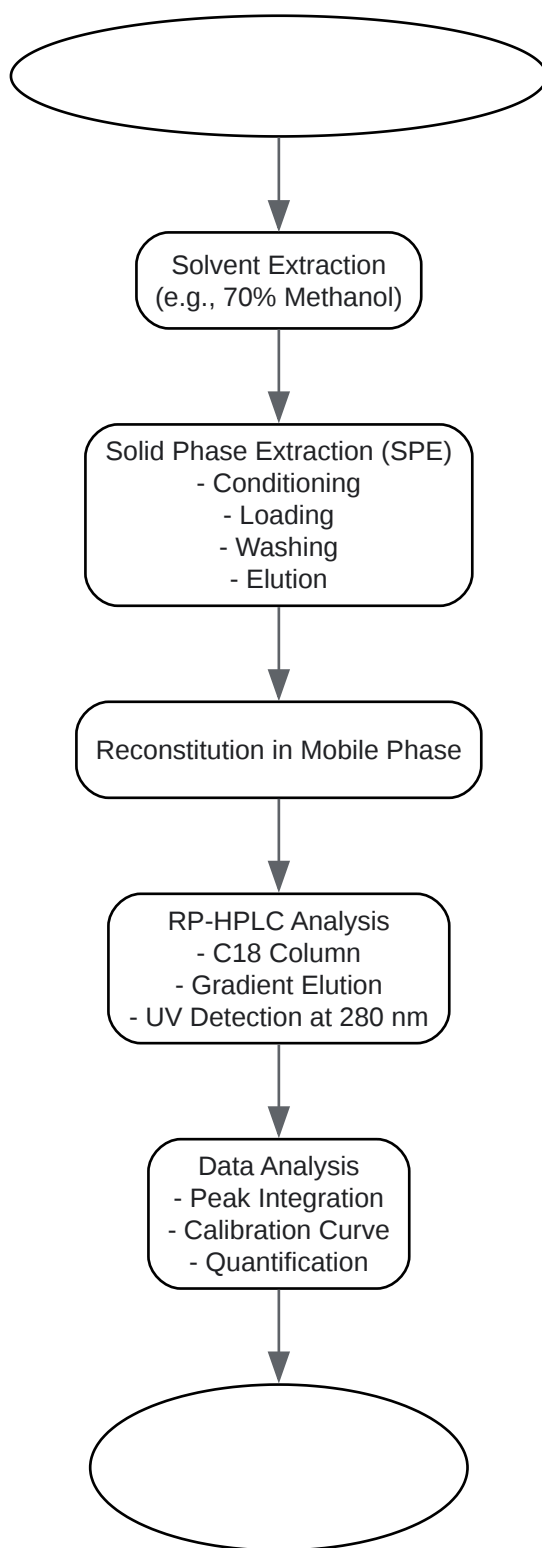 Solvent Extraction
(e.g., 70% Methanol)
Solid Phase Extraction (SPE)
- Conditioning
- Loading
- Washing
- Elution
Reconstitution in Mobile Phase
RP-HPLC Analysis
- C18 Column
- Gradient Elution
- UV Detection at 280 nm
Data Analysis
- Peak Integration
- Calibration Curve
- Quantification